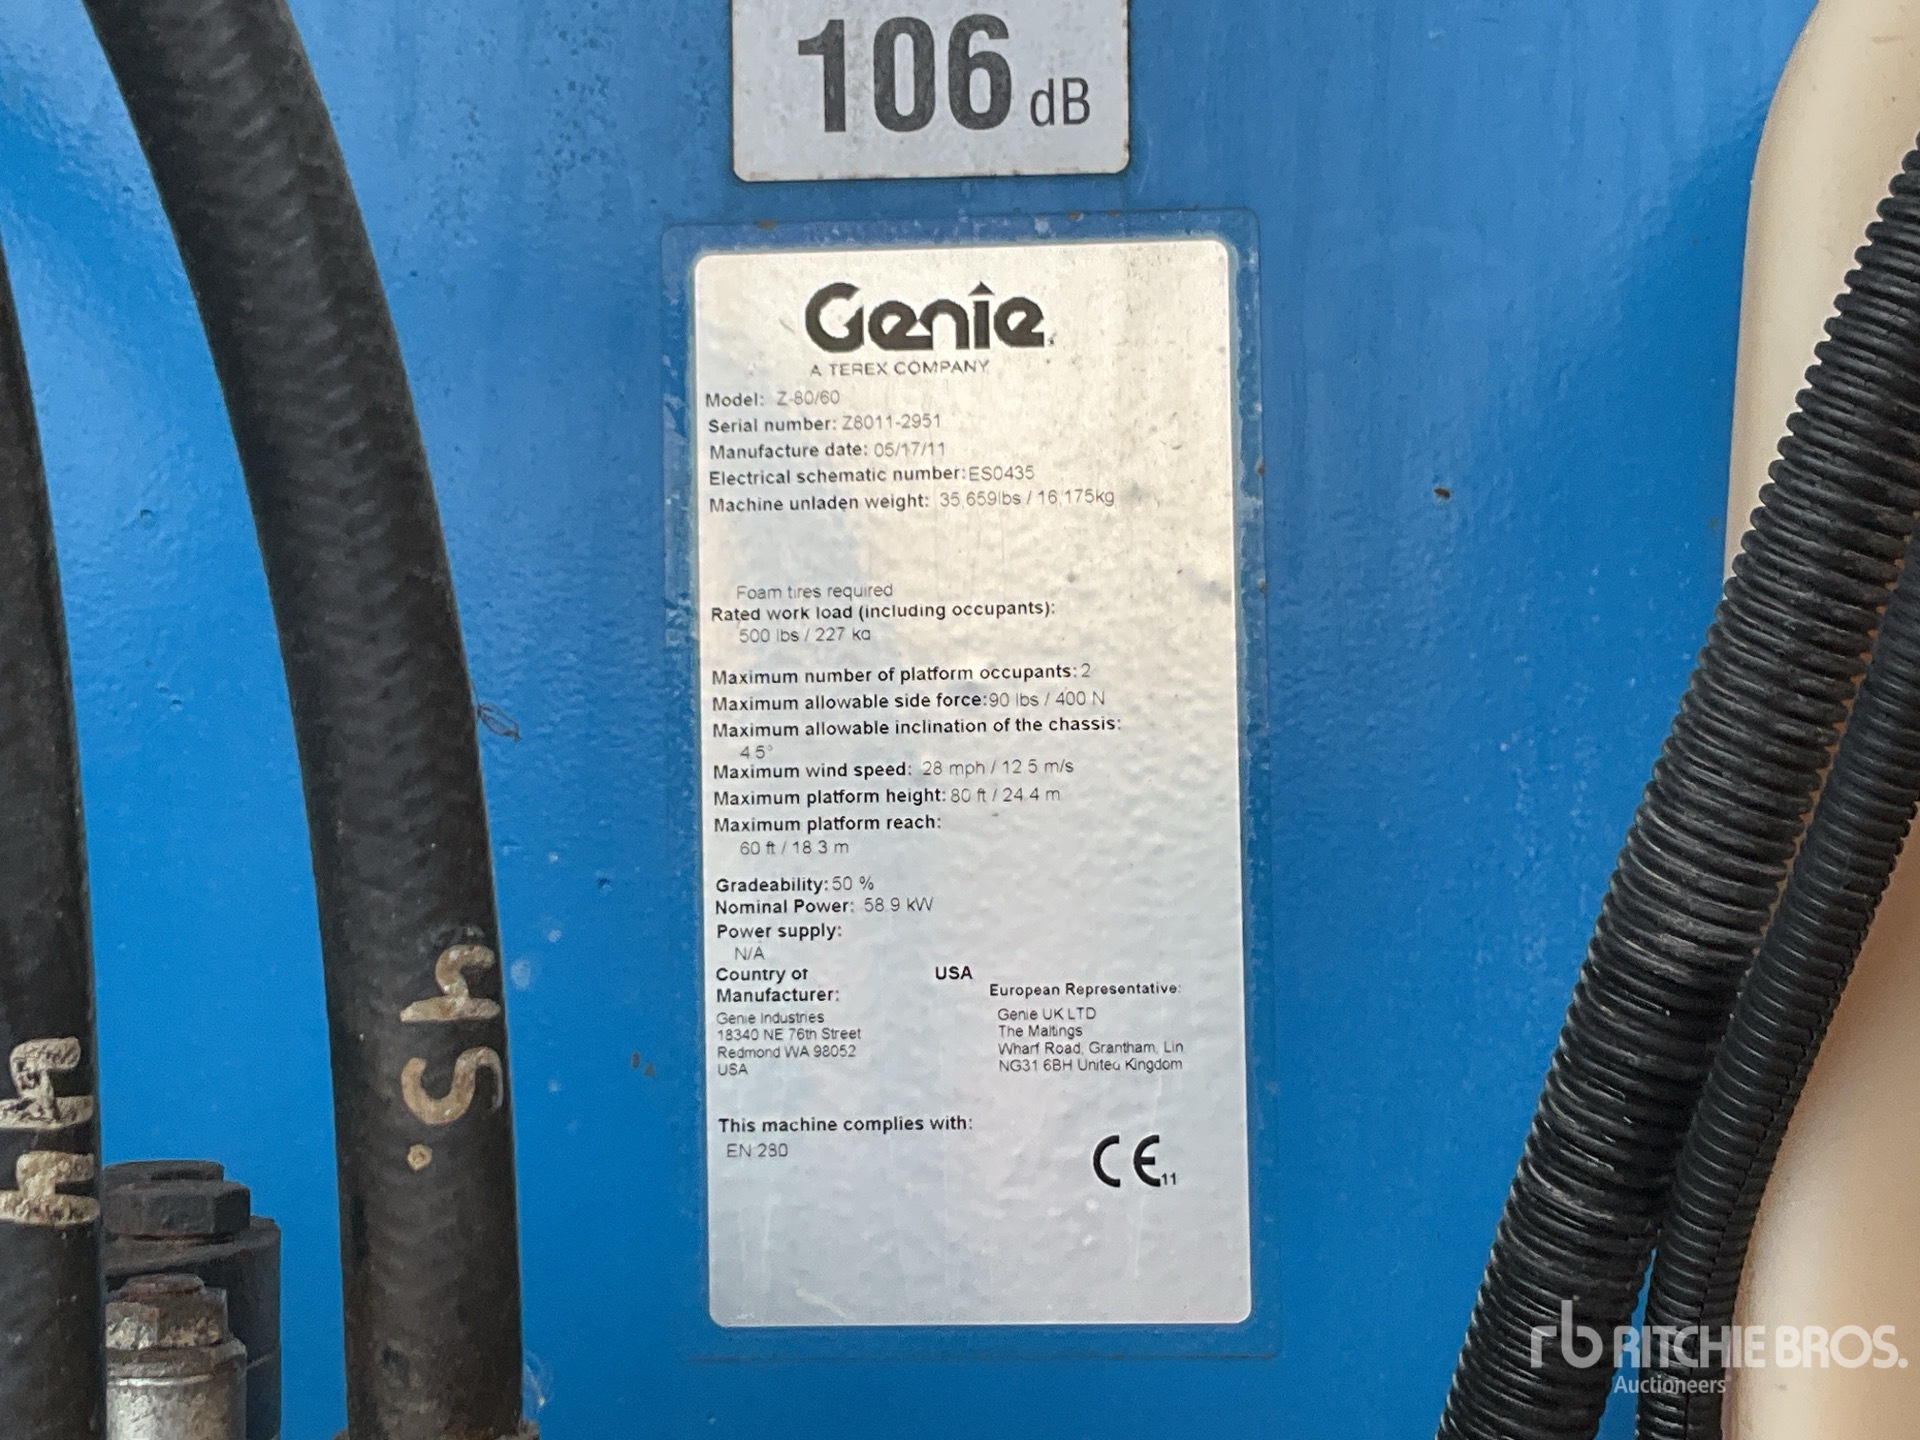 106 dB
Genie
A TEREX COMPANY
Model: Z-80/60
Serial number: Z8011-2951
Manufacture date: 05/17/11
Electrical schematic number: ES0435
Machine unladen weight: 35,659lbs / 16,175kg
Foam tires required
Rated work load (including occupants):
500 lbs / 227 kg
Maximum number of platform occupants: 2
Maximum allowable side force: 90 lbs / 400 N
Maximum allowable inclination of the chassis:
4.5°
Maximum wind speed: 28 mph / 12.5 m/s
Maximum platform height: 80 ft / 24.4 m
Maximum platform reach:
60 ft / 18.3 m
Gradeability: 50 %
Nominal Power: 58.9 kW
Power supply:
N/A
Country of USA
Manufacturer:
Genie Industries
18340 NE 76th Street
Redmond WA 98052
USA
European Representative:
Genie UK LTD
The Maltings
Wharf Road, Grantham, Lin
NG31 6BH United Kingdom
This machine complies with:
EN 280
CE 11
rb RITCHIE BROS.
Auctioneers